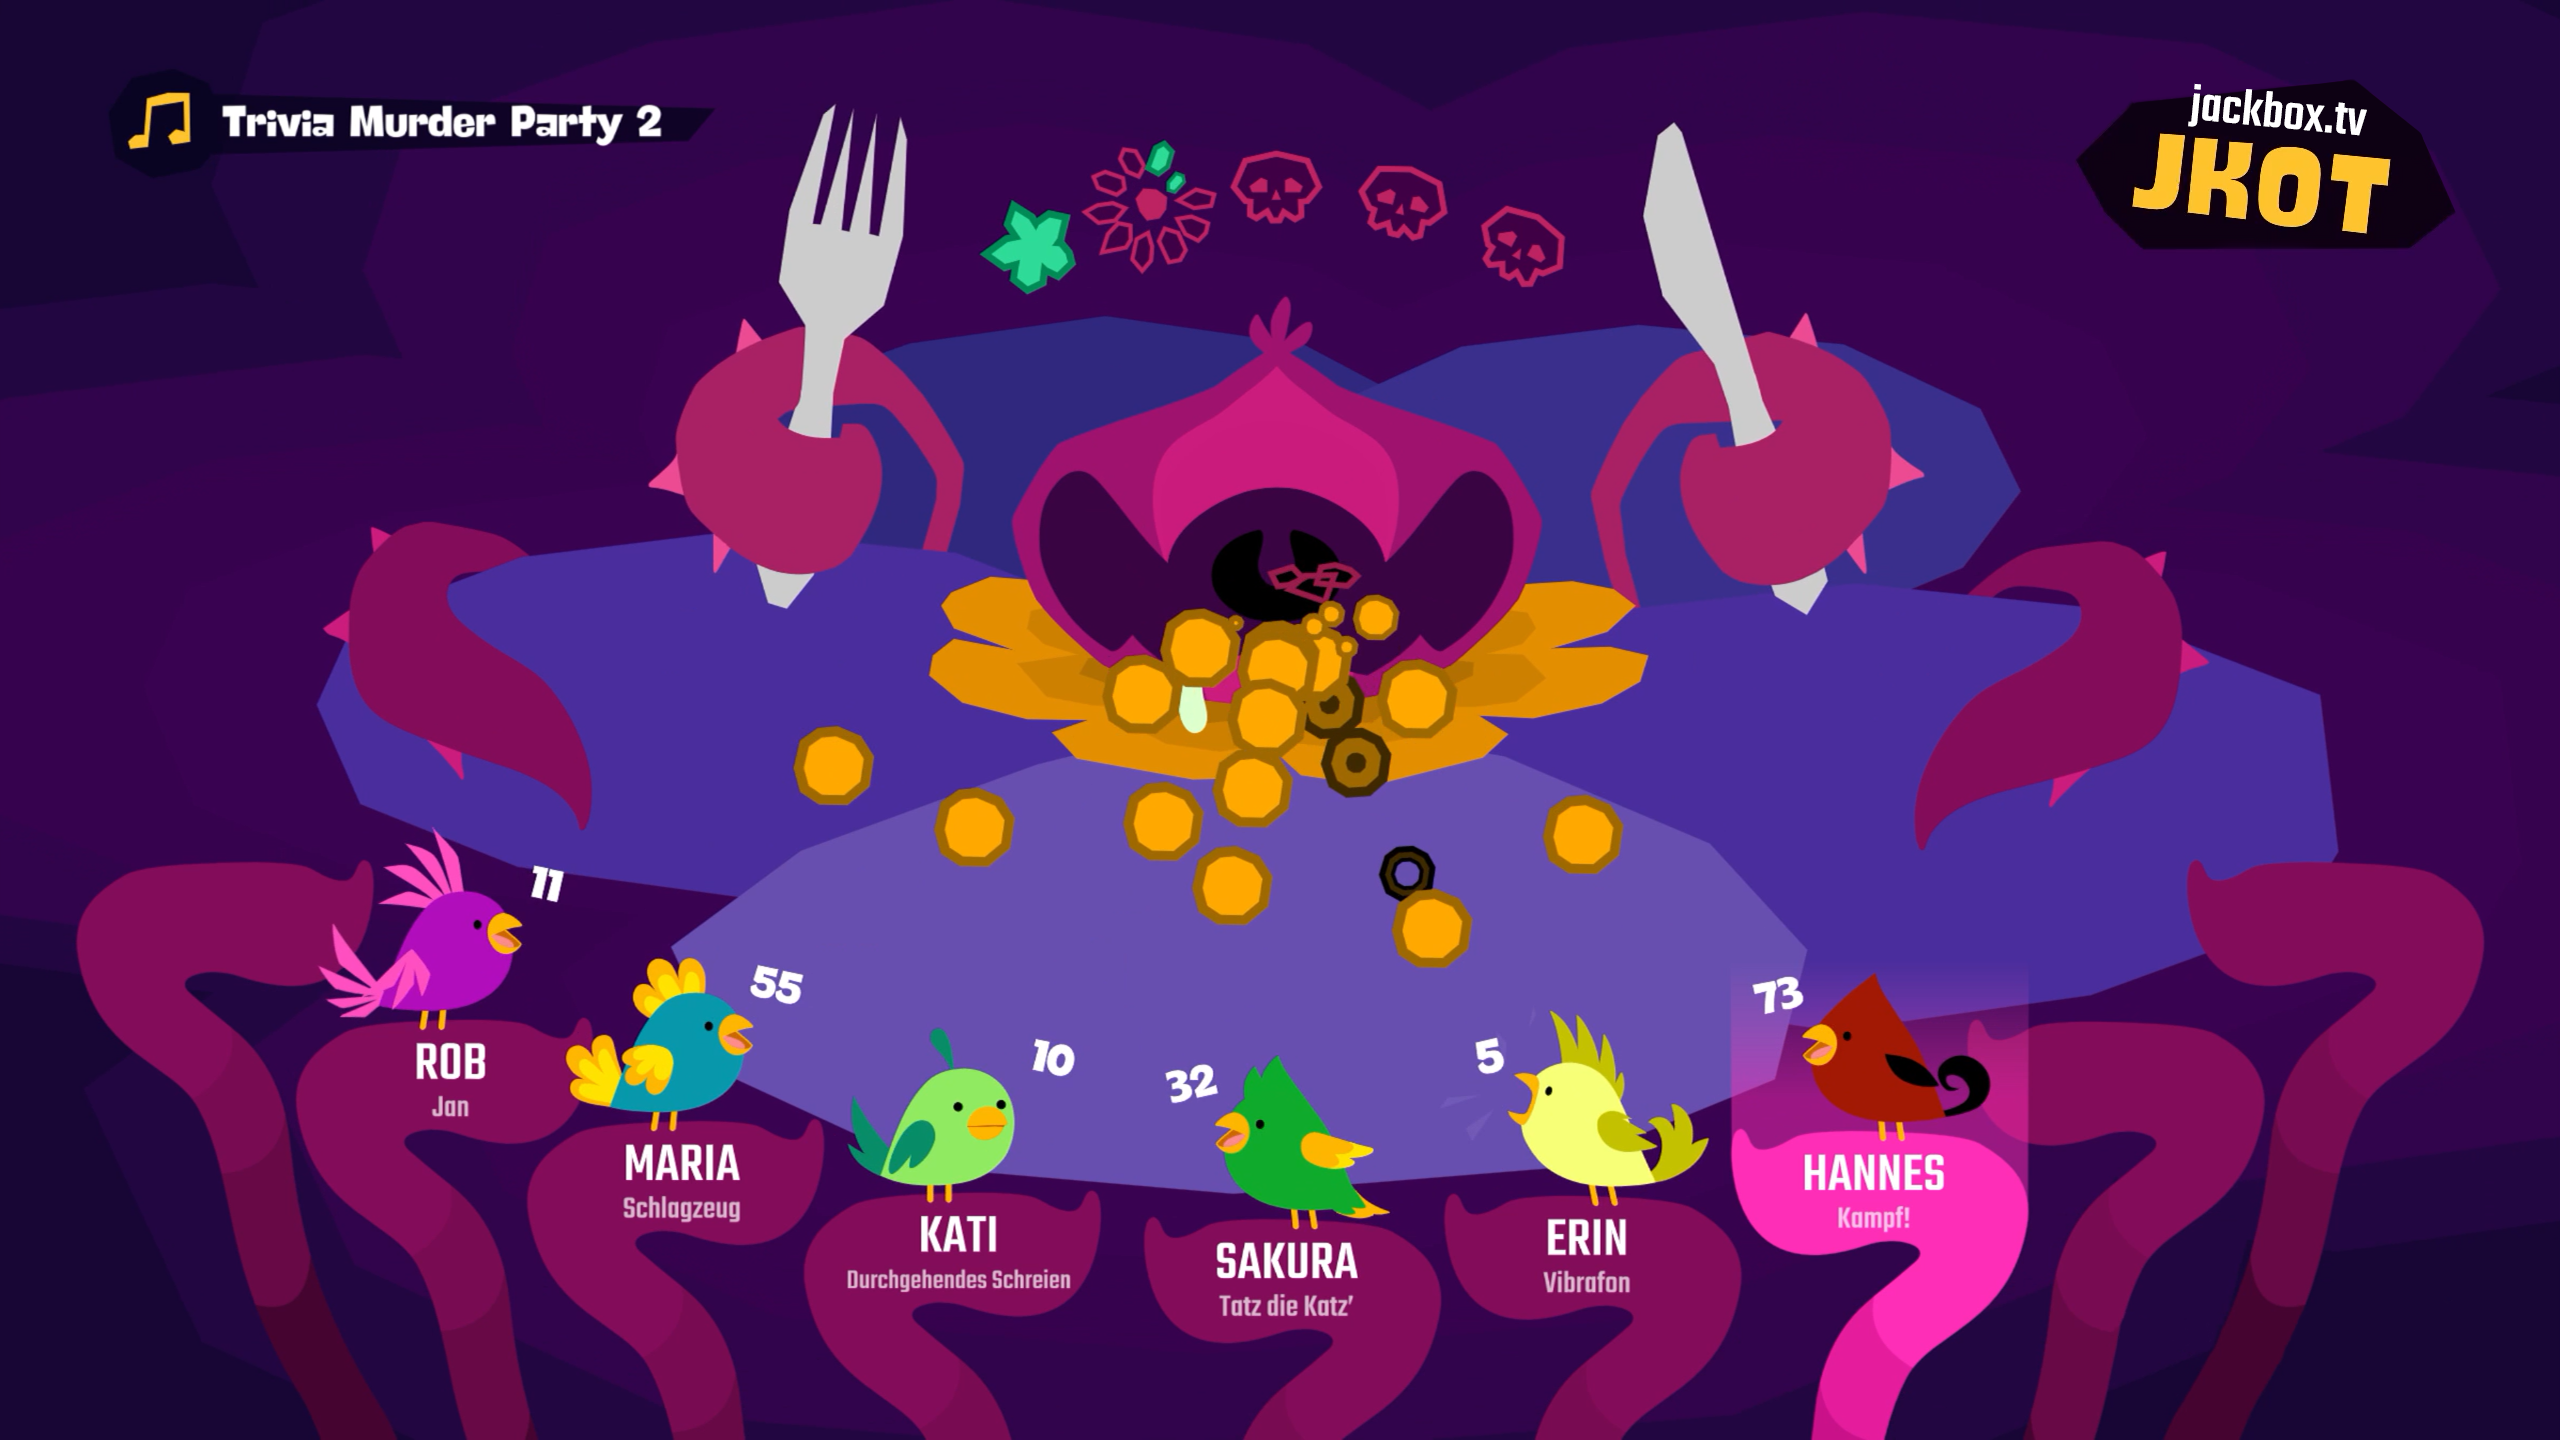 Trivia Murder Party 2
jackbox.tv
JKOT
11
ROB
Jan
55
MARIA
Schlagzeug
10
KATI
Durchgehendes Schreien
32
SAKURA
Tatz die Katz'
5
ERIN
Vibrafon
73
HANNES
Kampf!